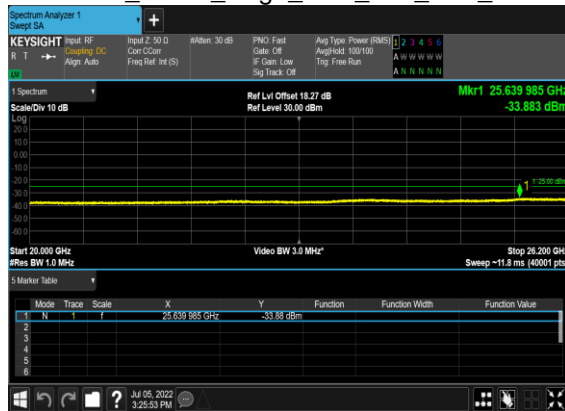 Spectrum Analyzer 1
Swept SA
+
KEYSIGHT
R T
Input: RF
Coupling: DC
Align: Auto
Input Z: 50 Ω
Corr CCorr
Freq Ref: Int (S)
#Atten: 30 dB
PNO: Fast
Gate: Off
IF Gain: Low
Sig Track: Off
Avg Type: Power (RMS)
Avg|Hold: 100/100
Trig: Free Run
1 2 3 4 5 6
A W W W W W
A N N N N N
1 Spectrum
Scale/Div 10 dB
Log
Ref Lvl Offset 18.27 dB
Ref Level 30.00 dBm
Mkr1 25.639 985 GHz
-33.883 dBm
20.0
10.0
0.00
-10.0
-20.0
-30.0
-40.0
-50.0
-60.0
1 -25.00 dBm
1
Start 20.000 GHz
#Res BW 1.0 MHz
Video BW 3.0 MHz*
Stop 26.200 GHz
Sweep ~11.8 ms (40001 pts)
5 Marker Table
Mode Trace Scale X Y Function Function Width Function Value
1 N 1 f 25.639 985 GHz -33.88 dBm
2
3
4
5
6
?
Jul 05, 2022
3:25:53 PM